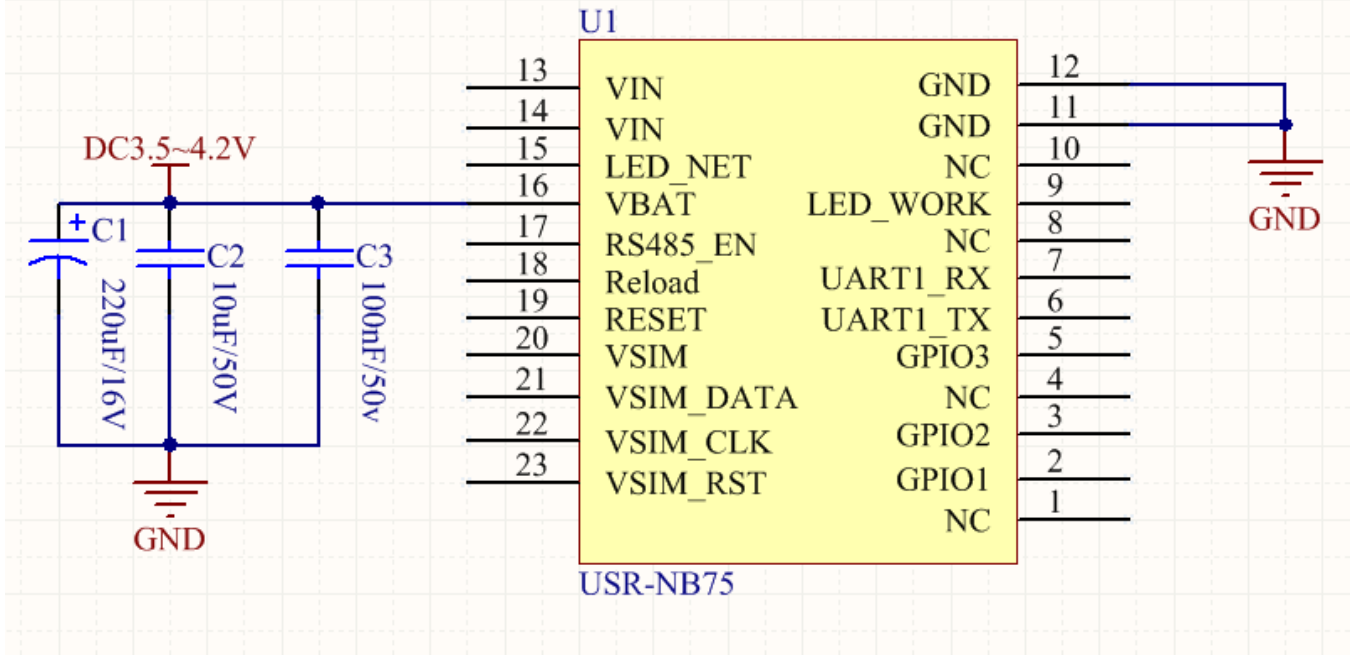 U1
DC3.5~4.2V
C1
220uF/16V
C2
10uF/50V
C3
100nF/50v
GND
13 VIN
14 VIN
15 LED_NET
16 VBAT
17 RS485_EN
18 Reload
19 RESET
20 VSIM
21 VSIM_DATA
22 VSIM_CLK
23 VSIM_RST
GND 12
GND 11
NC 10
LED_WORK 9
NC 8
UART1_RX 7
UART1_TX 6
GPIO3 5
NC 4
GPIO2 3
GPIO1 2
NC 1
GND
USR-NB75